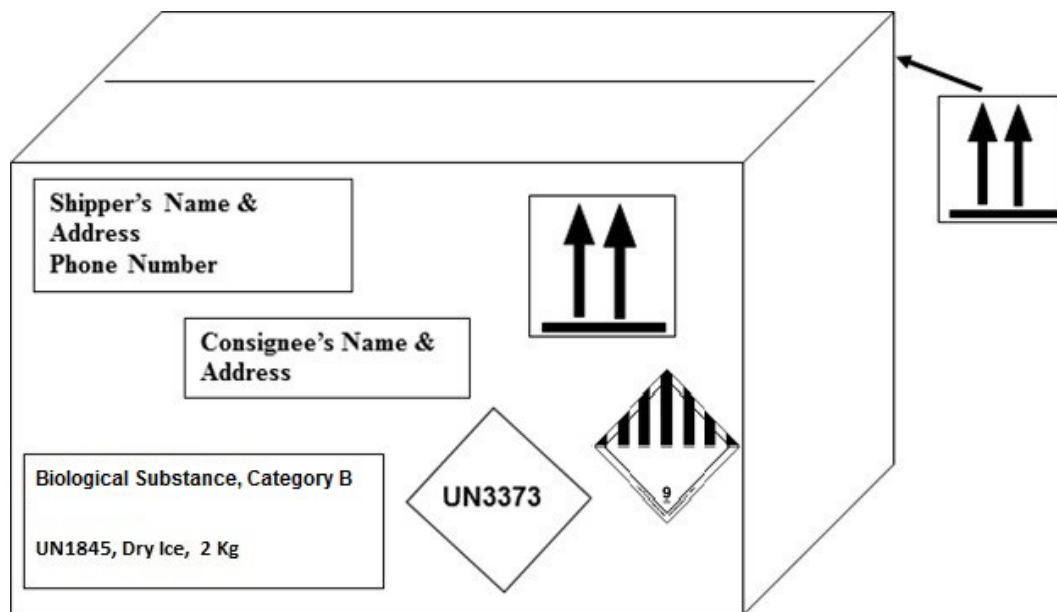 Shipper's Name &
Address
Phone Number
Consignee's Name &
Address
Biological Substance, Category B
UN1845, Dry Ice, 2 Kg
UN3373
9